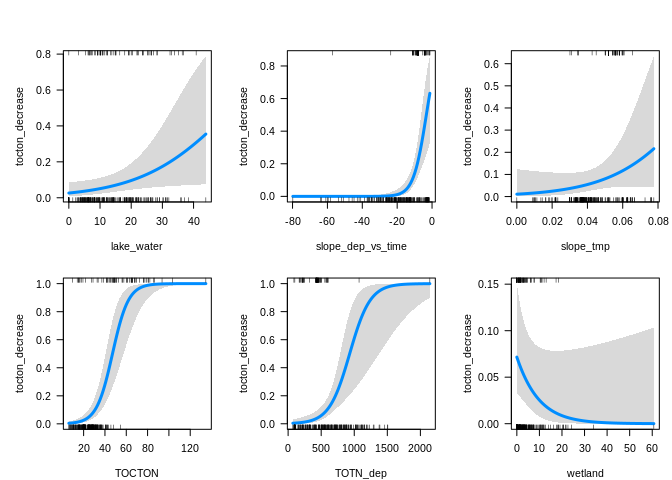 0.8
0.6
0.4
0.2
0.0
tocton_decrease
0 10 20 30 40
lake_water
0.8
0.6
0.4
0.2
0.0
tocton_decrease
-80 -60 -40 -20 0
slope_dep_vs_time
0.6
0.5
0.4
0.3
0.2
0.1
0.0
tocton_decrease
0.00 0.02 0.04 0.06 0.08
slope_tmp
1.0
0.8
0.6
0.4
0.2
0.0
tocton_decrease
20 40 60 80 120
TOCTON
1.0
0.8
0.6
0.4
0.2
0.0
tocton_decrease
0 500 1000 1500 2000
TOTN_dep
0.15
0.10
0.05
0.00
tocton_decrease
0 10 20 30 40 50 60
wetland